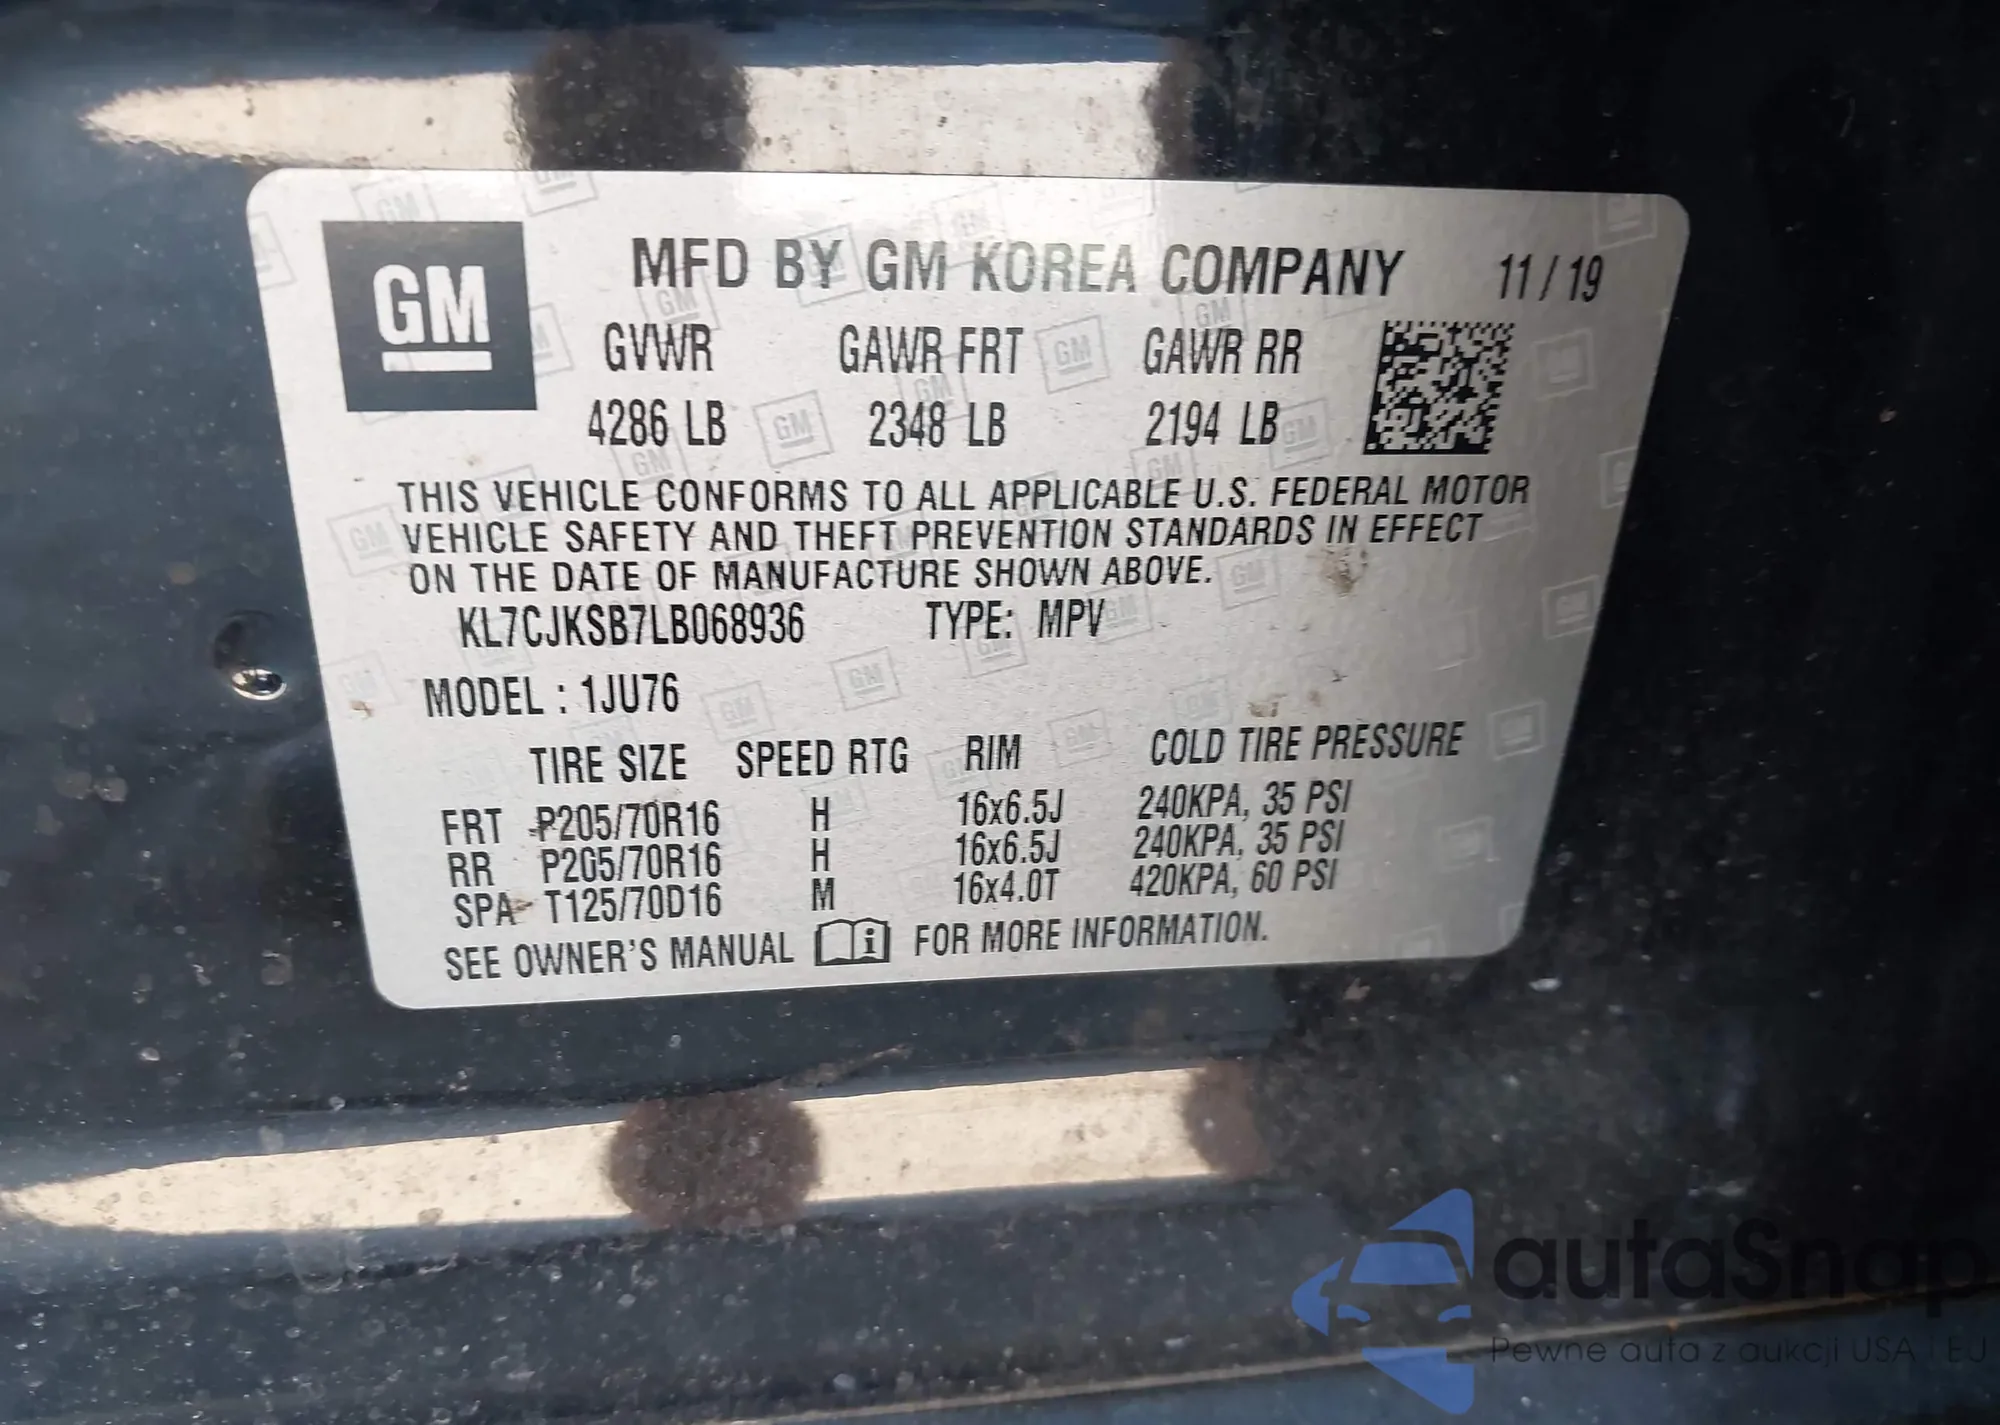 GM
MFD BY GM KOREA COMPANY 11 / 19
GVWR GAWR FRT GAWR RR
4286 LB 2348 LB 2194 LB
THIS VEHICLE CONFORMS TO ALL APPLICABLE U.S. FEDERAL MOTOR
VEHICLE SAFETY AND THEFT PREVENTION STANDARDS IN EFFECT
ON THE DATE OF MANUFACTURE SHOWN ABOVE.
KL7CJKSB7LB068936 TYPE: MPV
MODEL : 1JU76
TIRE SIZE SPEED RTG RIM COLD TIRE PRESSURE
FRT P205/70R16 H 16x6.5J 240KPA, 35 PSI
RR P205/70R16 H 16x6.5J 240KPA, 35 PSI
SPA T125/70D16 M 16x4.0T 420KPA, 60 PSI
SEE OWNER'S MANUAL i FOR MORE INFORMATION.
autaSnap
Pewne auta z aukcji USA i EU